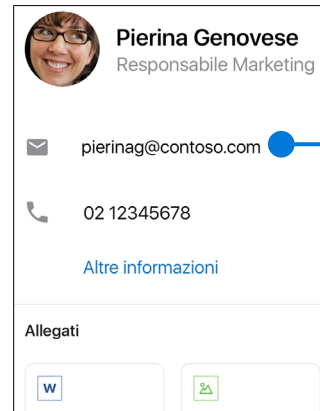 Pierina Genovese
Responsabile Marketing
pierinag@contoso.com
02 12345678
Altre informazioni
Allegati
W